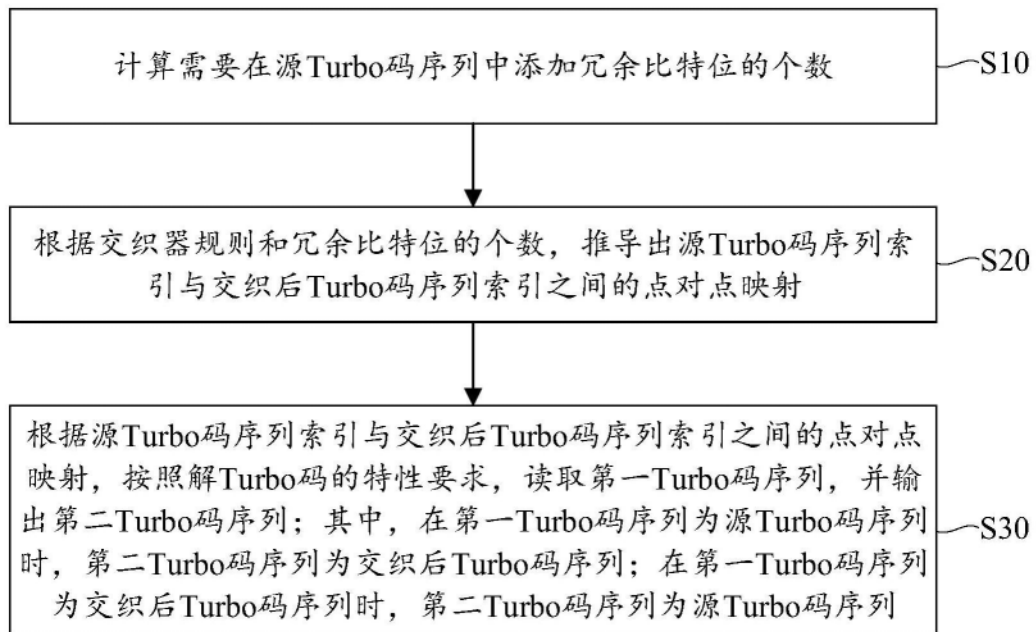 计算需要在源Turbo码序列中添加冗余比特位的个数
S10
根据交织器规则和冗余比特位的个数，推导出源Turbo码序列索
引与交织后Turbo码序列索引之间的点对点映射
S20
根据源Turbo码序列索引与交织后Turbo码序列索引之间的点对点
映射，按照解Turbo码的特性要求，读取第一Turbo码序列，并输
出第二Turbo码序列；其中，在第一Turbo码序列为源Turbo码序列
时，第二Turbo码序列为交织后Turbo码序列；在第一Turbo码序列
为交织后Turbo码序列时，第二Turbo码序列为源Turbo码序列
S30